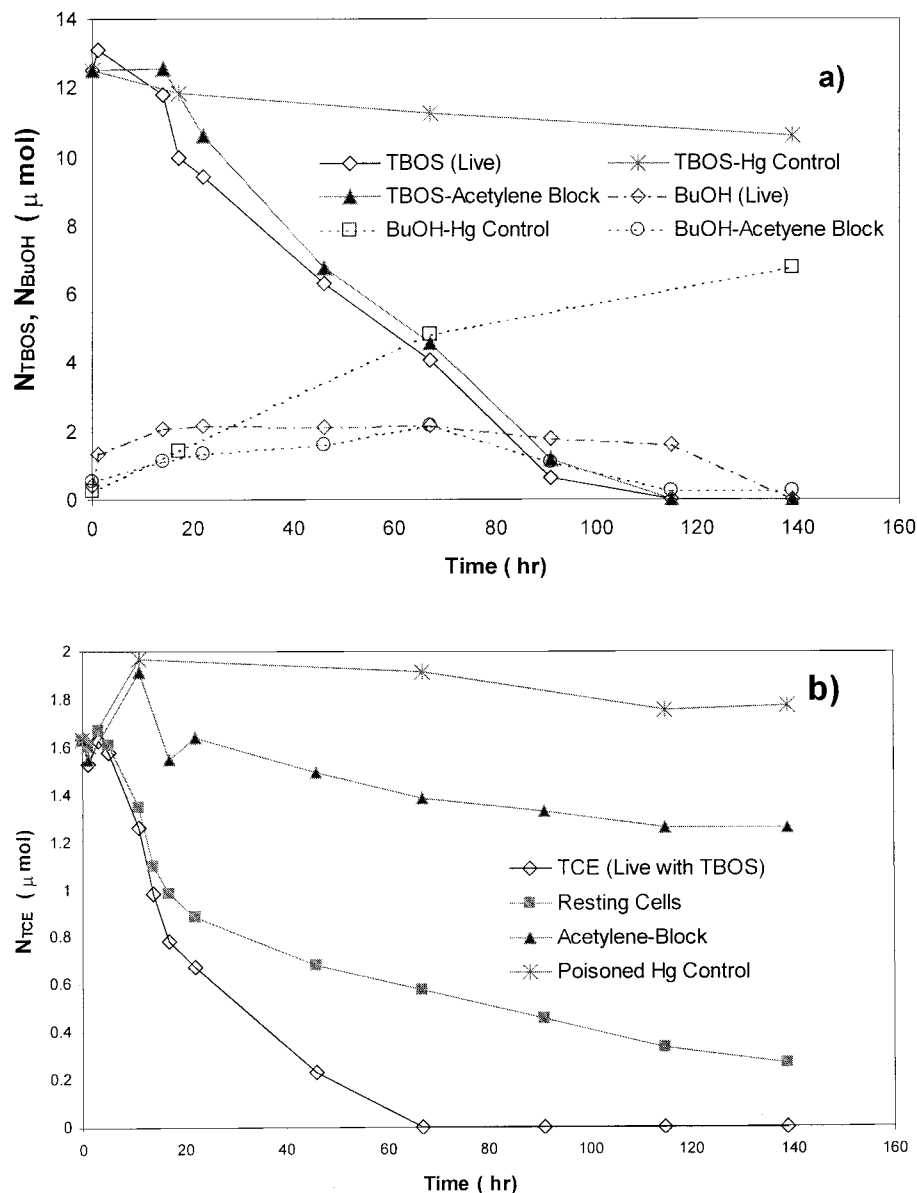 14
12
10
8
6
4
2
0
a)
TBOS (Live)
TBOS-Hg Control
TBOS-Acetylene Block
BuOH (Live)
BuOH-Hg Control
BuOH-Acetyene Block
NTBOS, NBuOH ( μ mol)
0 20 40 60 80 100 120 140 160
Time ( hr)
2
1.8
1.6
1.4
1.2
1
0.8
0.6
0.4
0.2
0
b)
TCE (Live with TBOS)
Resting Cells
Acetylene-Block
Poisoned Hg Control
NTCE ( μ mol)
0 20 40 60 80 100 120 140 160
Time ( hr)